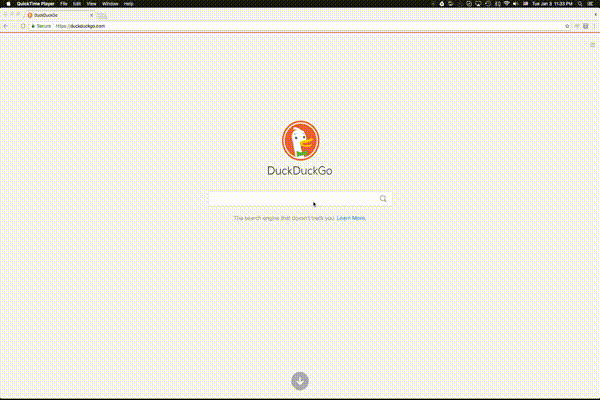 QuickTime Player File Edit View Window Help
Tue Jan 3 11:33 PM
DuckDuckGo
Secure https://duckduckgo.com
DuckDuckGo
The search engine that doesn't track you. Learn More.